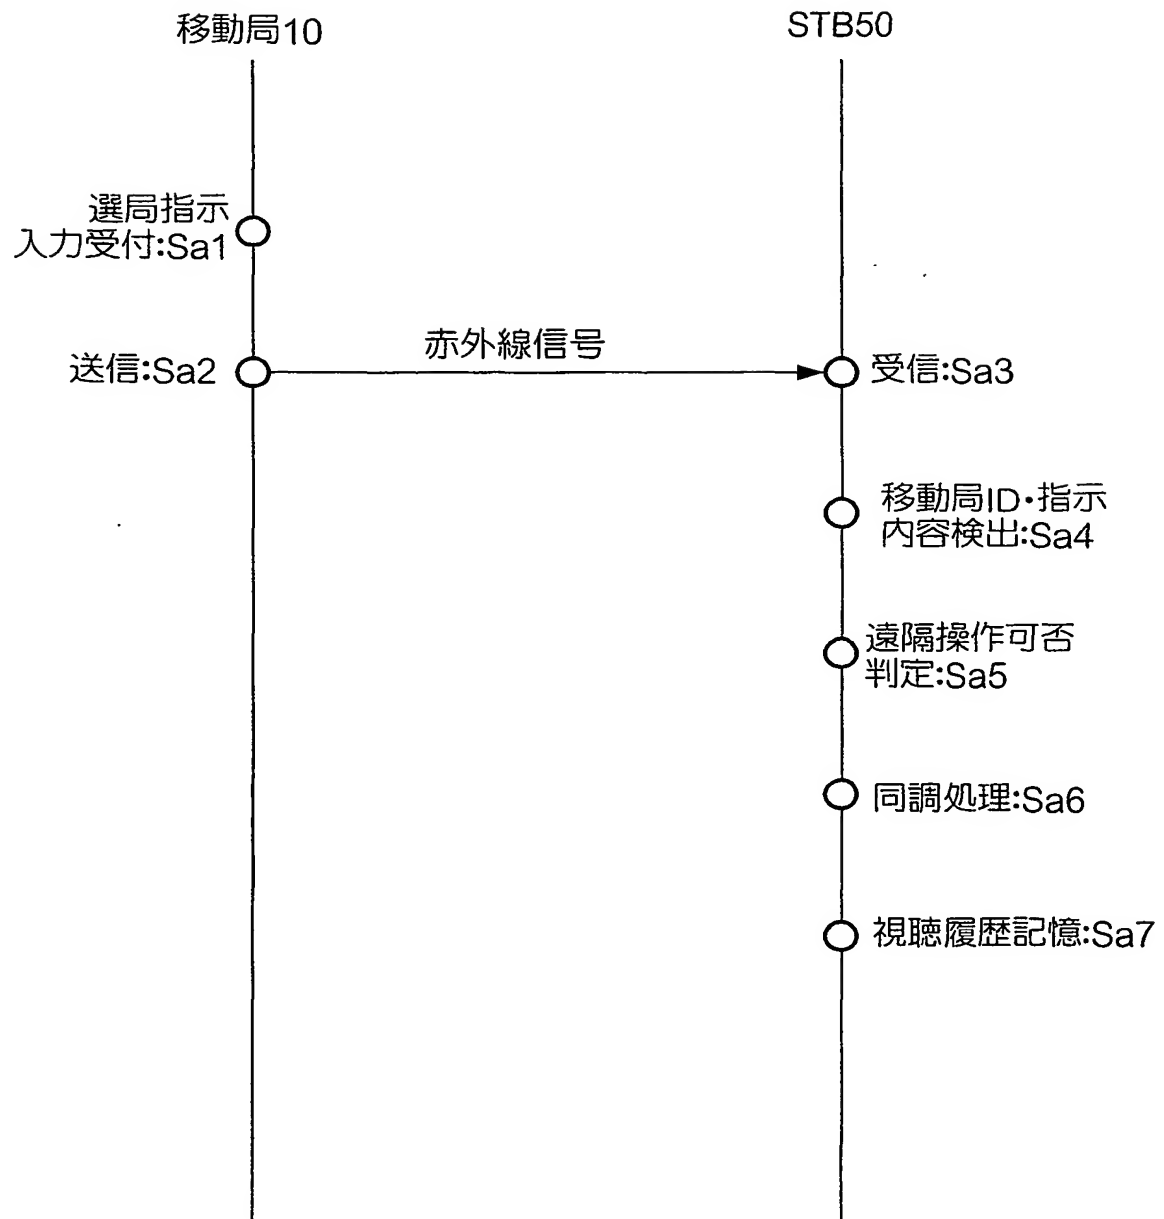 移動局10
STB50
選局指示
入力受付:Sa1
送信:Sa2
赤外線信号
受信:Sa3
移動局ID・指示
内容検出:Sa4
遠隔操作可否
判定:Sa5
同調処理:Sa6
視聴履歴記憶:Sa7